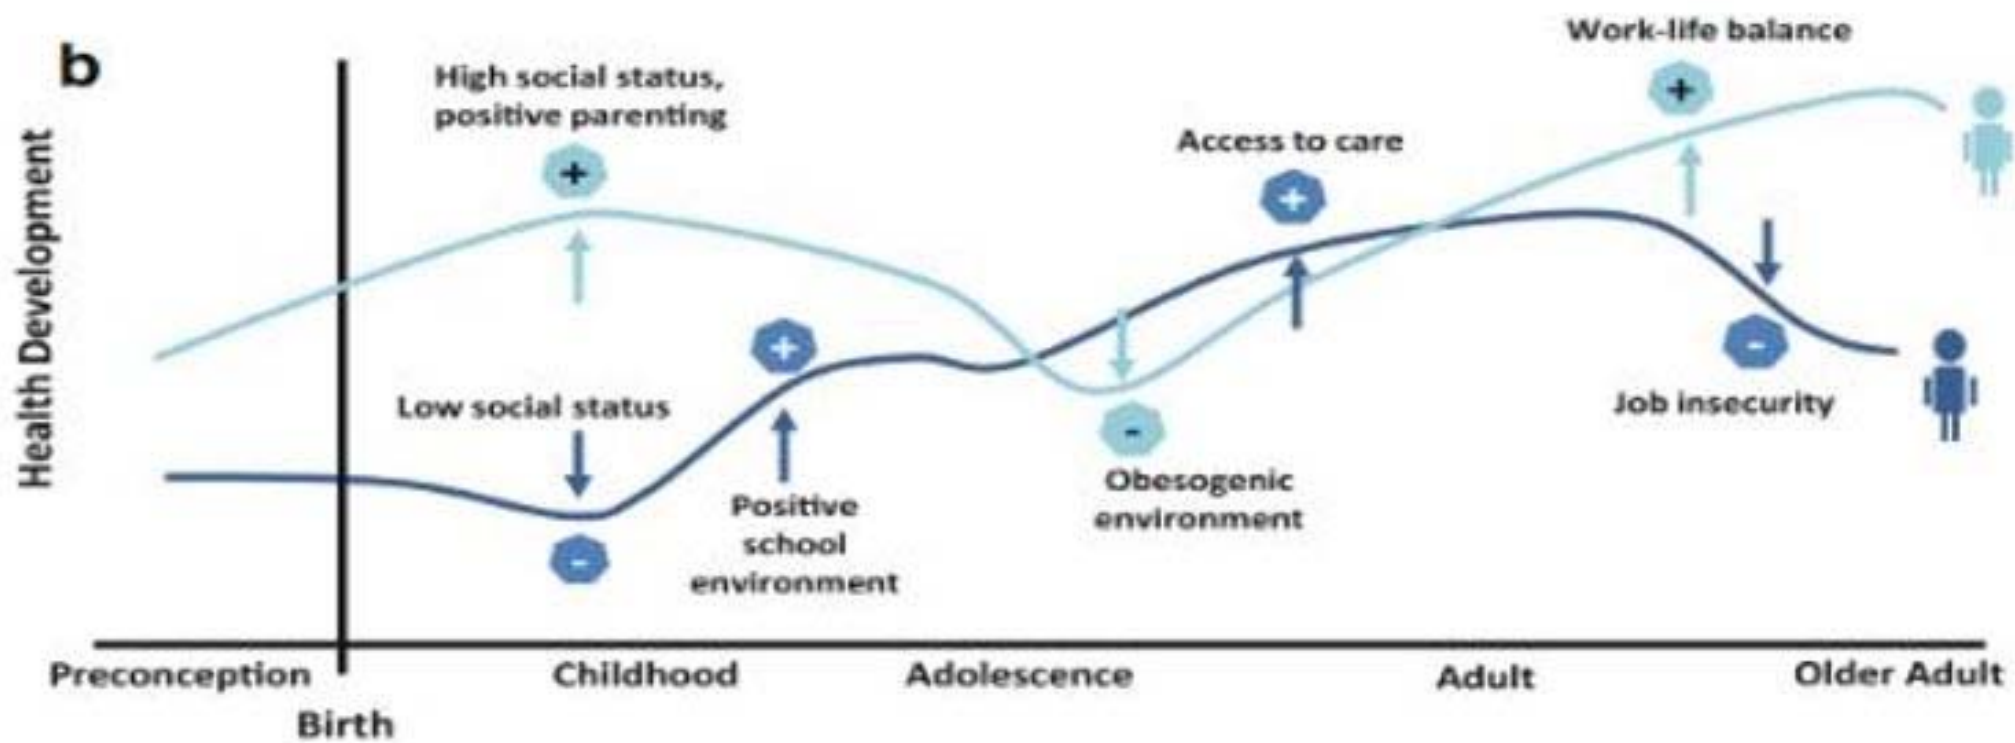 b
Health Development
High social status,
positive parenting
+
Low social status
-
+
Positive
school
environment
Access to care
+
-
Obesogenic
environment
Work-life balance
+
-
Job insecurity
Preconception
Birth
Childhood
Adolescence
Adult
Older Adult